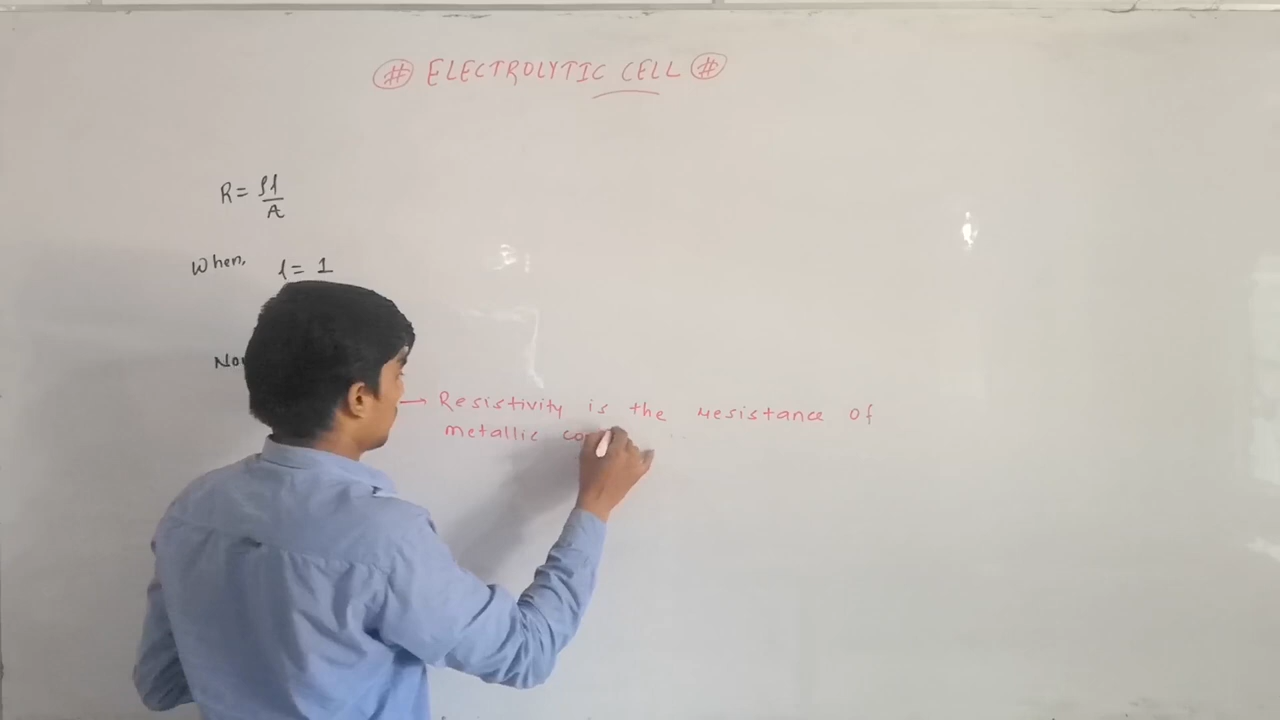 # ELECTROLYTIC CELL #
R = ρl/A
When, l = 1
→ Resistivity is the resistance of
metallic